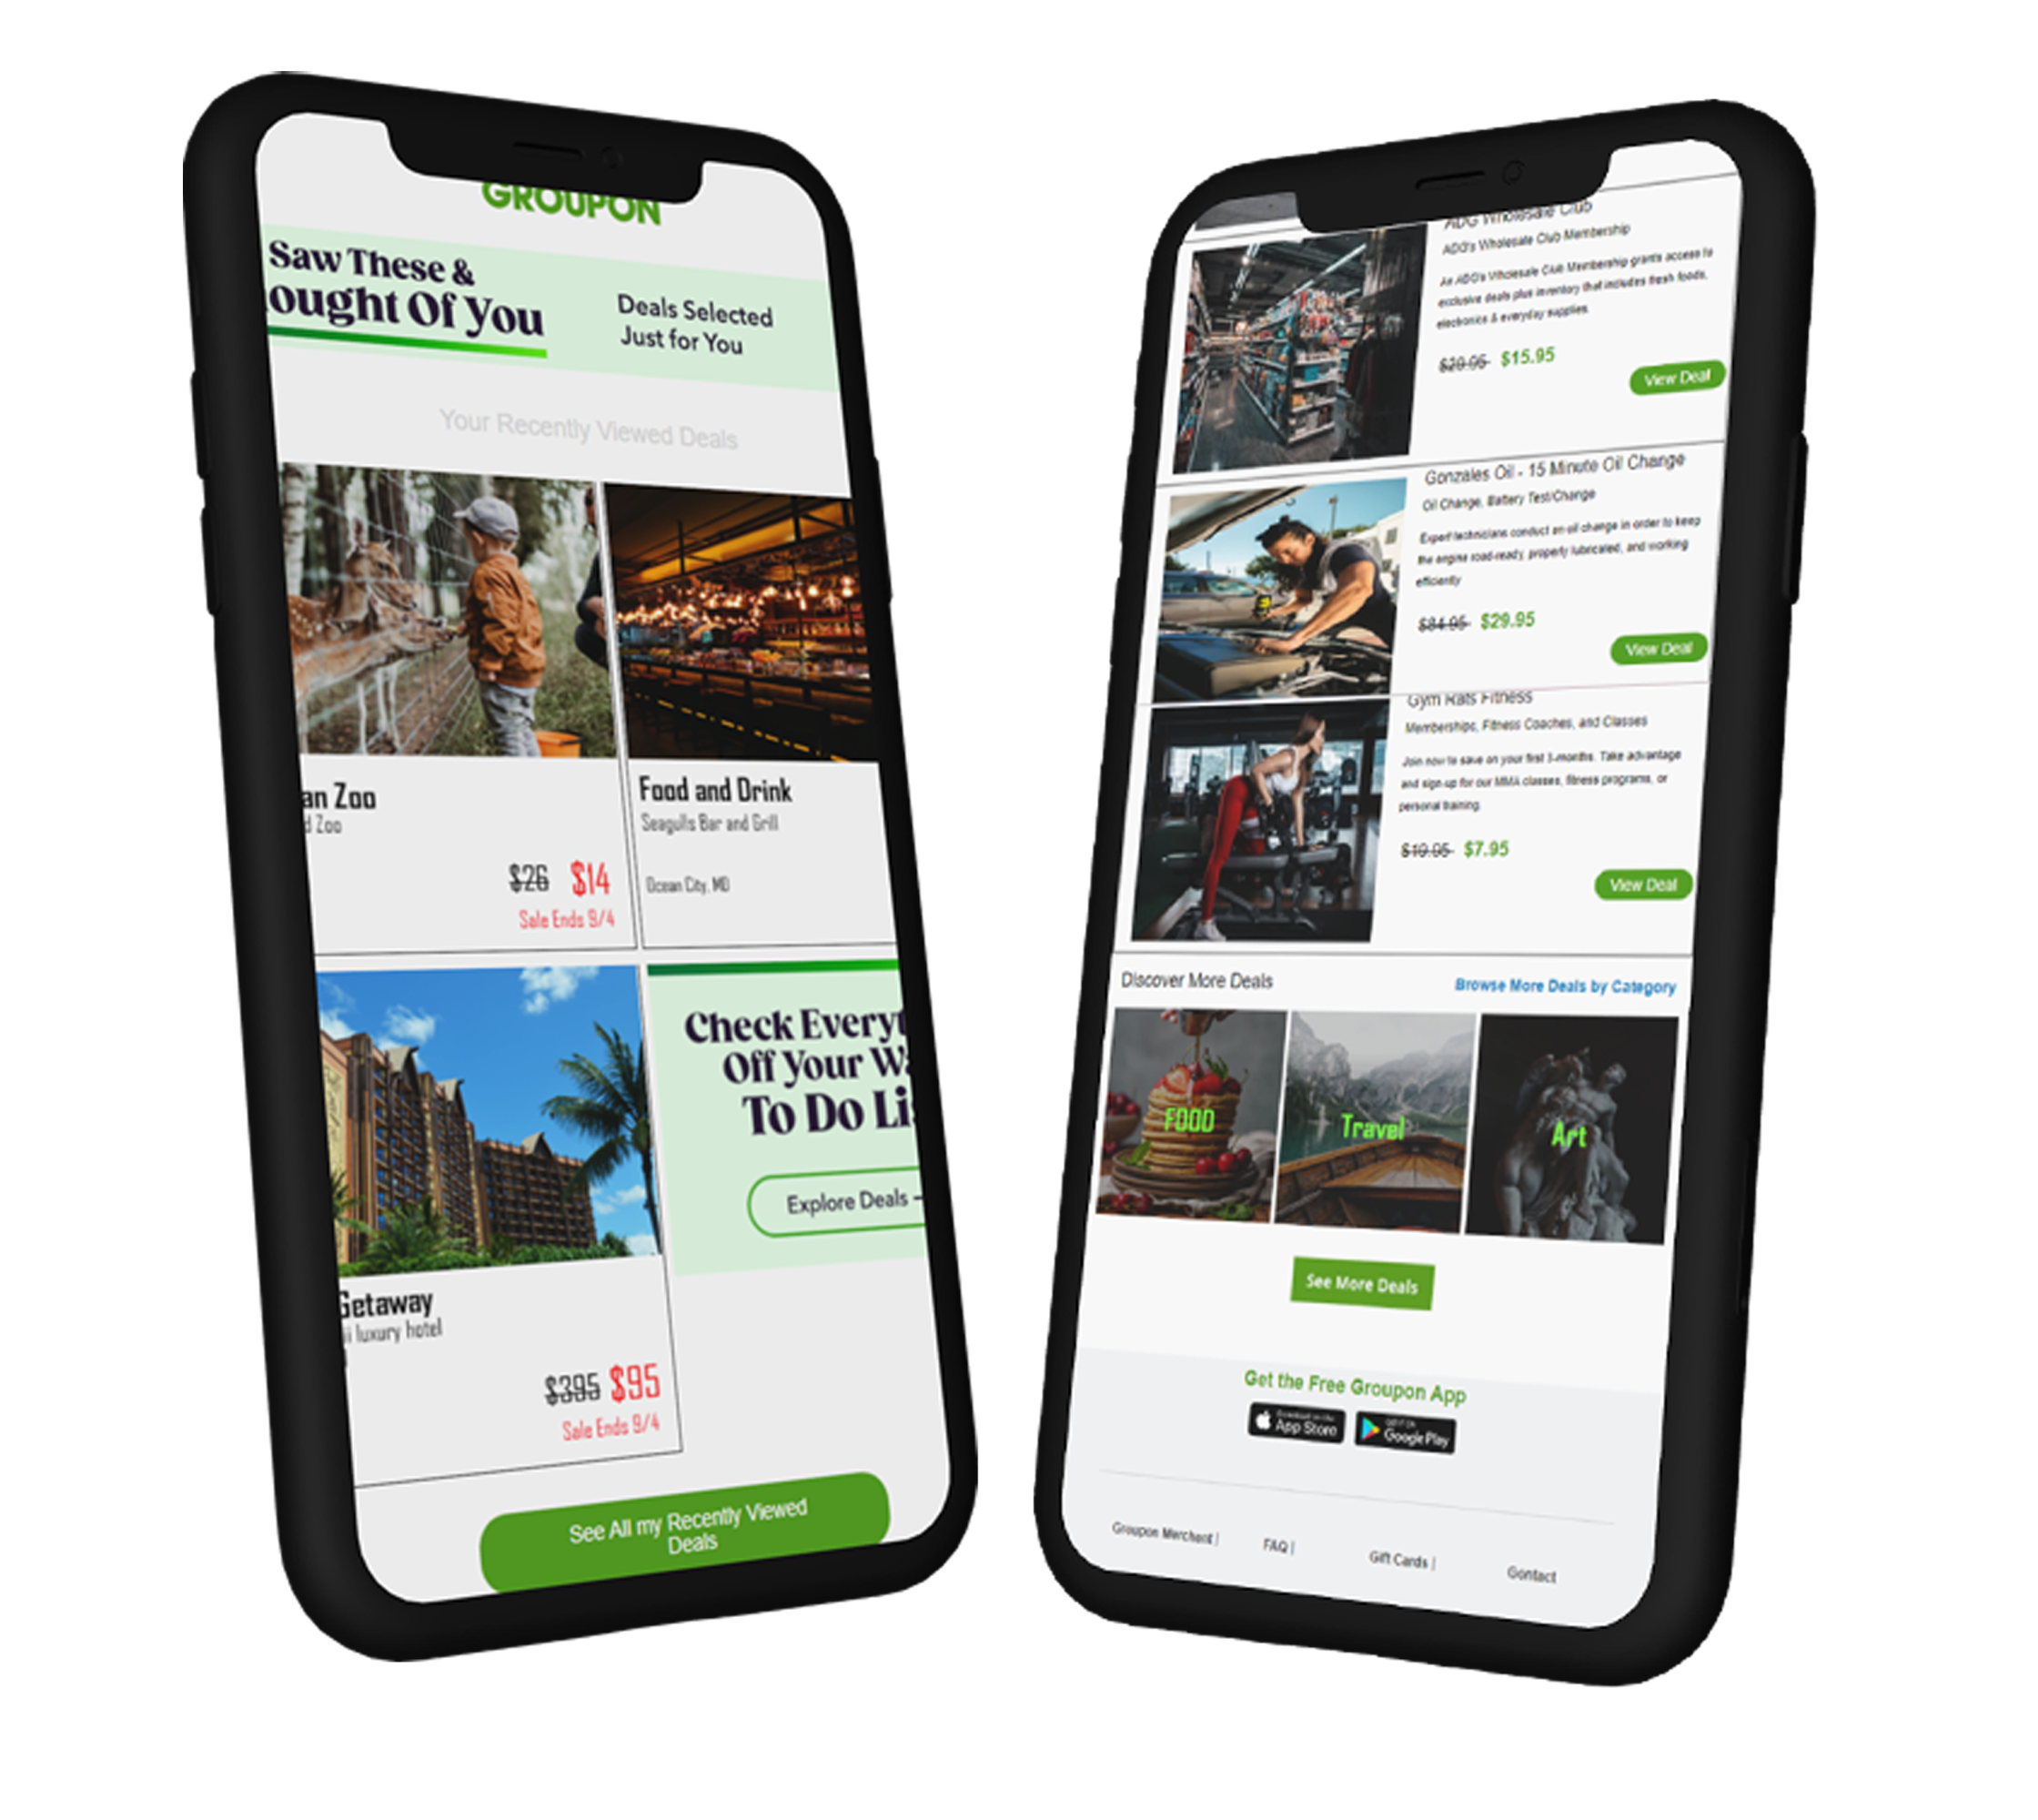 GROUPON
Saw These &
ought Of You
Deals Selected
Just for You
Your Recently Viewed Deals
an Zoo
d Zoo
$26 $14
Sale Ends 9/4
Food and Drink
Seagulls Bar and Grill
Ocean City, MD
Getaway
ii luxury hotel
$395 $95
Sale Ends 9/4
Check Everyt
Off Your Wa
To Do Lis
Explore Deals
See All my Recently Viewed
Deals
ADG Wholesale Club
ADG's Wholesale Club Membership
An ADG's Wholesale Club Membership grants access to
exclusive deals plus inventory that includes fresh foods,
electronics & everyday supplies.
$15.95
View Deal
Gonzales Oil - 15 Minute Oil Change
Oil Change, Battery Test/Change
Expert technicians conduct an oil change in order to keep
the engine road-ready, properly lubricated, and working
efficiently
$84.95 $29.95
View Deal
Gym Rats Fitness
Memberships, Fitness Coaches, and Classes
Join now to save on your first months. Take advantage
and sign-up for our MMA classes, fitness programs, or
personal training.
$19.95 $7.95
View Deal
Discover More Deals
Browse More Deals by Category
FOOD
Travel
Art
See More Deals
Get the Free Groupon App
Download on the
App Store
GET IT ON
Google Play
Groupon Merchant |
FAQ |
Gift Cards |
Gontact